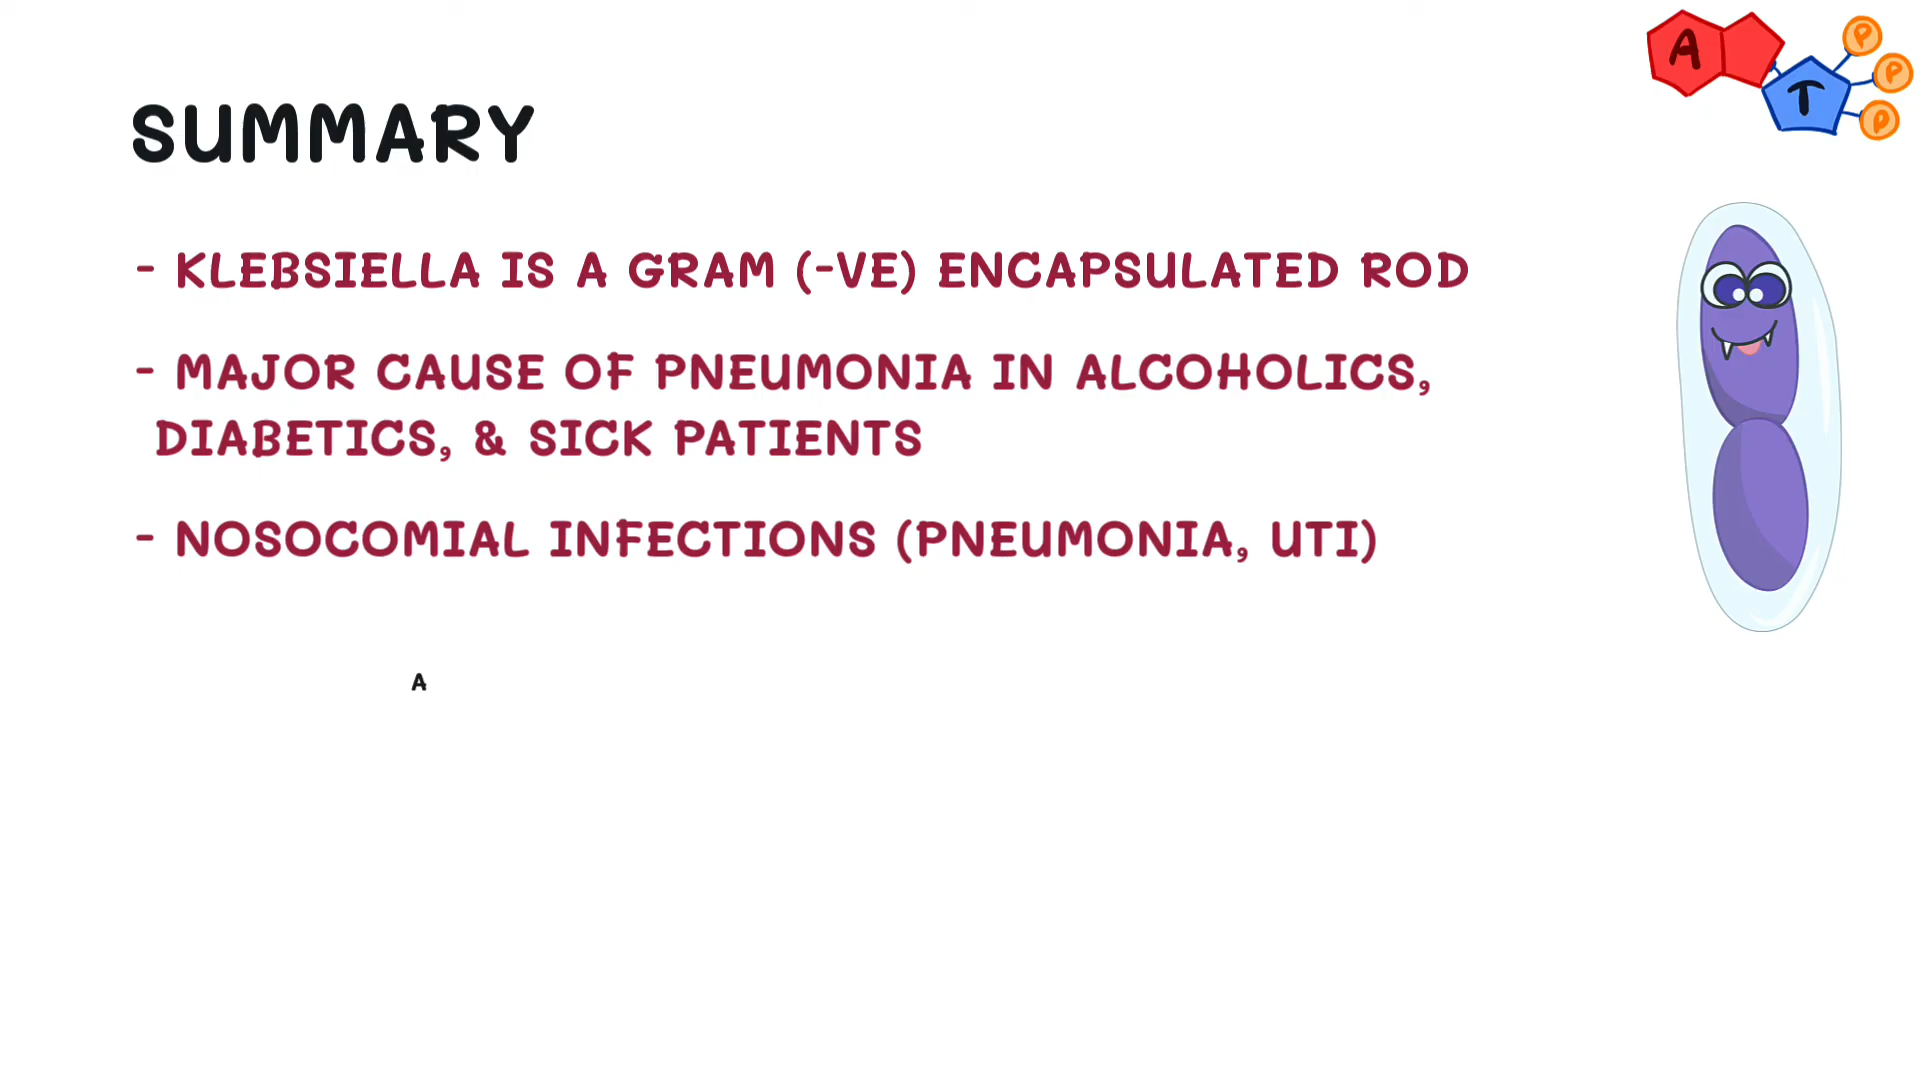 A T P P P
SUMMARY
- KLEBSIELLA IS A GRAM (-VE) ENCAPSULATED ROD
- MAJOR CAUSE OF PNEUMONIA IN ALCOHOLICS,
DIABETICS, & SICK PATIENTS
- NOSOCOMIAL INFECTIONS (PNEUMONIA, UTI)
A